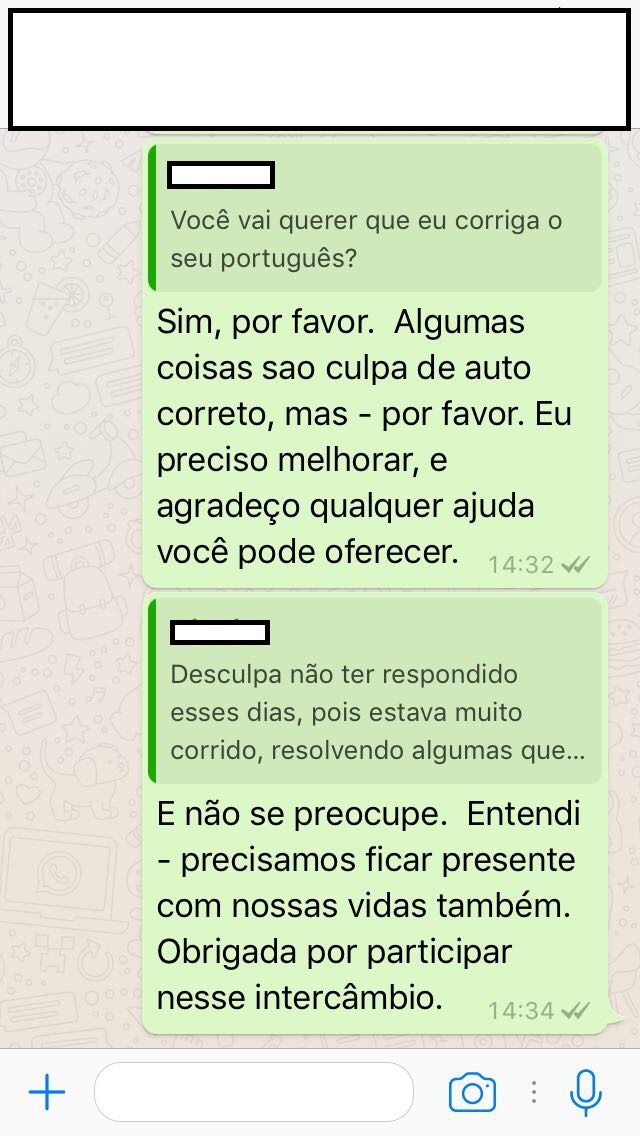 Você vai querer que eu corriga o
seu português?
Sim, por favor.  Algumas
coisas sao culpa de auto
correto, mas - por favor. Eu
preciso melhorar, e
agradeço qualquer ajuda
você pode oferecer.
14:32
Desculpa não ter respondido
esses dias, pois estava muito
corrido, resolvendo algumas que...
E não se preocupe.  Entendi
- precisamos ficar presente
com nossas vidas também.
Obrigada por participar
nesse intercâmbio.
14:34